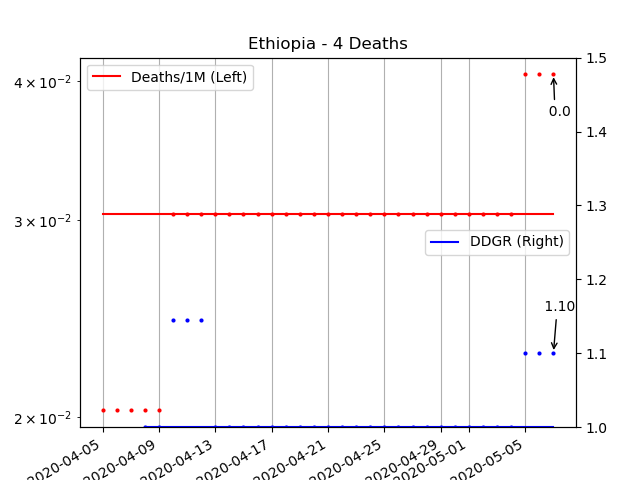 Ethiopia - 4 Deaths
Deaths/1M (Left)
4 × 10⁻²
3 × 10⁻²
2 × 10⁻²
1.5
1.4
1.3
1.2
1.1
1.0
0.0
DDGR (Right)
1.10
2020-04-05
2020-04-09
2020-04-13
2020-04-17
2020-04-21
2020-04-25
2020-04-29
2020-05-01
2020-05-05